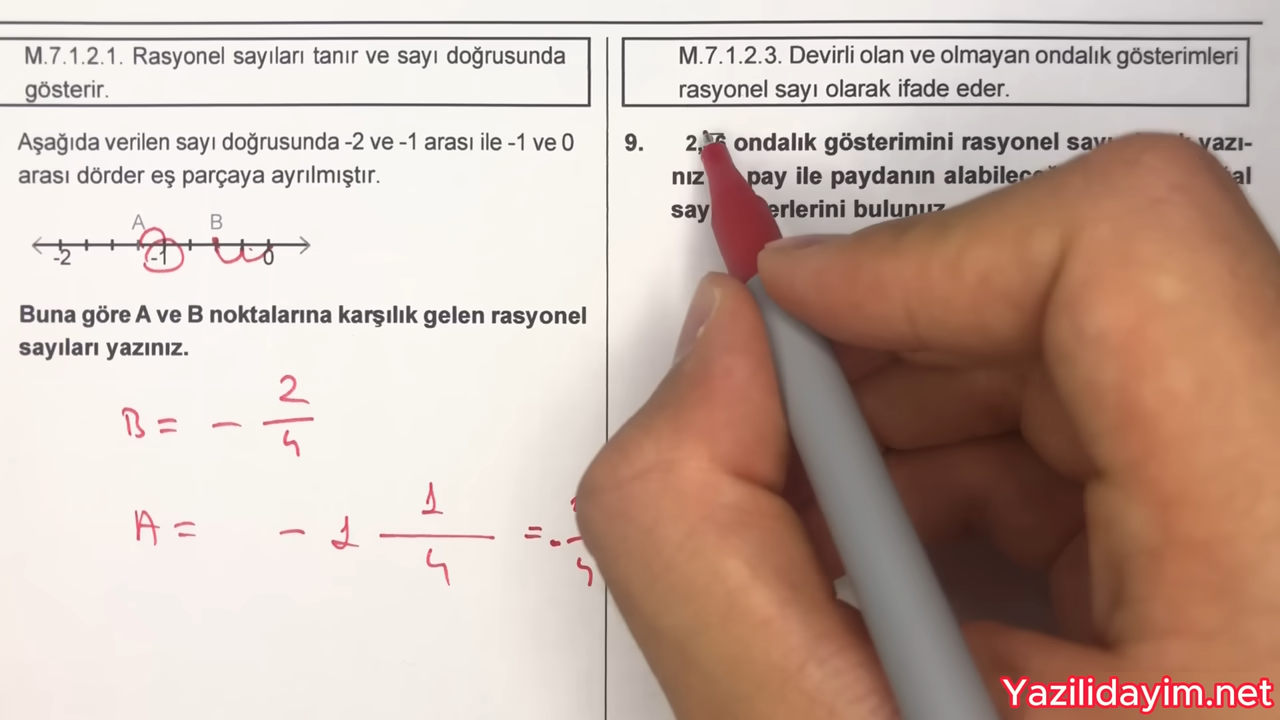 M.7.1.2.1. Rasyonel sayıları tanır ve sayı doğrusunda
gösterir.
Aşağıda verilen sayı doğrusunda -2 ve -1 arası ile -1 ve 0
arası dörder eş parçaya ayrılmıştır.
A B
-2 -1 0
Buna göre A ve B noktalarına karşılık gelen rasyonel
sayıları yazınız.
B = - 2/4
A = - 1 1/4 = -
M.7.1.2.3. Devirli olan ve olmayan ondalık gösterimleri
rasyonel sayı olarak ifade eder.
9. ondalık gösterimini rasyonel
pay ile paydanın
bulunuz
Yazilidayim.net